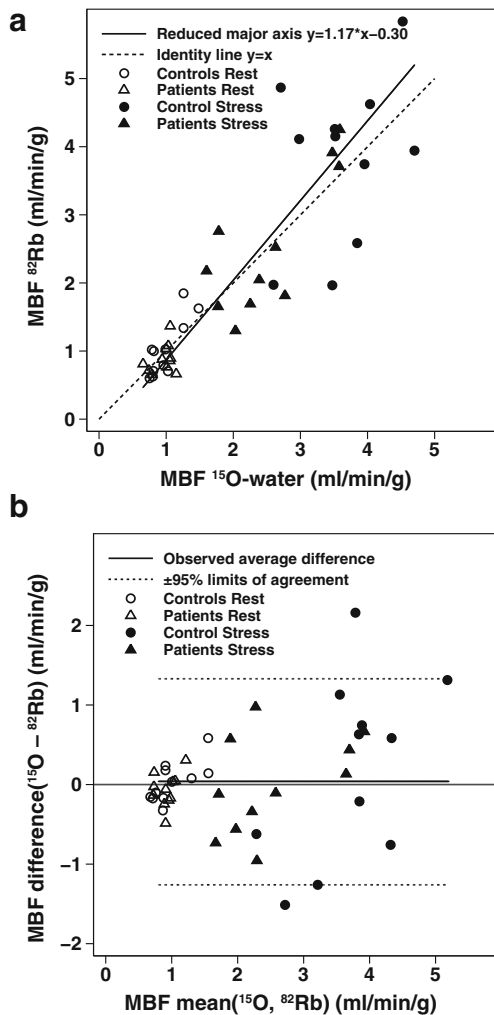 a
Reduced major axis y=1.17*x−0.30
Identity line y=x
Controls Rest
Patients Rest
Control Stress
Patients Stress
5
4
3
2
1
0
MBF ⁸²Rb (ml/min/g)
0 1 2 3 4 5
MBF ¹⁵O-water (ml/min/g)
b
Observed average difference
±95% limits of agreement
Controls Rest
Patients Rest
Control Stress
Patients Stress
2
1
0
−1
−2
MBF difference(¹⁵O − ⁸²Rb) (ml/min/g)
0 1 2 3 4 5
MBF mean(¹⁵O, ⁸²Rb) (ml/min/g)